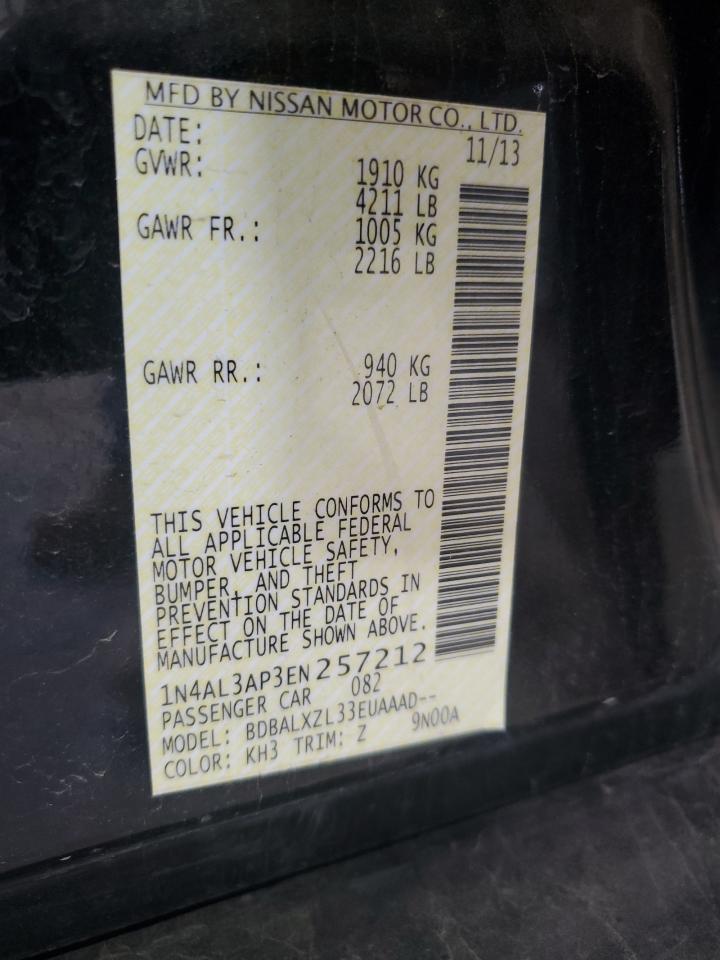 MFD BY NISSAN MOTOR CO., LTD.
DATE: 11/13
GVWR: 1910 KG
4211 LB
GAWR FR.: 1005 KG
2216 LB
GAWR RR.: 940 KG
2072 LB
THIS VEHICLE CONFORMS TO
ALL APPLICABLE FEDERAL
MOTOR VEHICLE SAFETY,
BUMPER, AND THEFT
PREVENTION STANDARDS IN
EFFECT ON THE DATE OF
MANUFACTURE SHOWN ABOVE.
1N4AL3AP3EN257212
PASSENGER CAR 082
MODEL: BDBALXZL33EUAAAD--
COLOR: KH3 TRIM: Z 9N00A